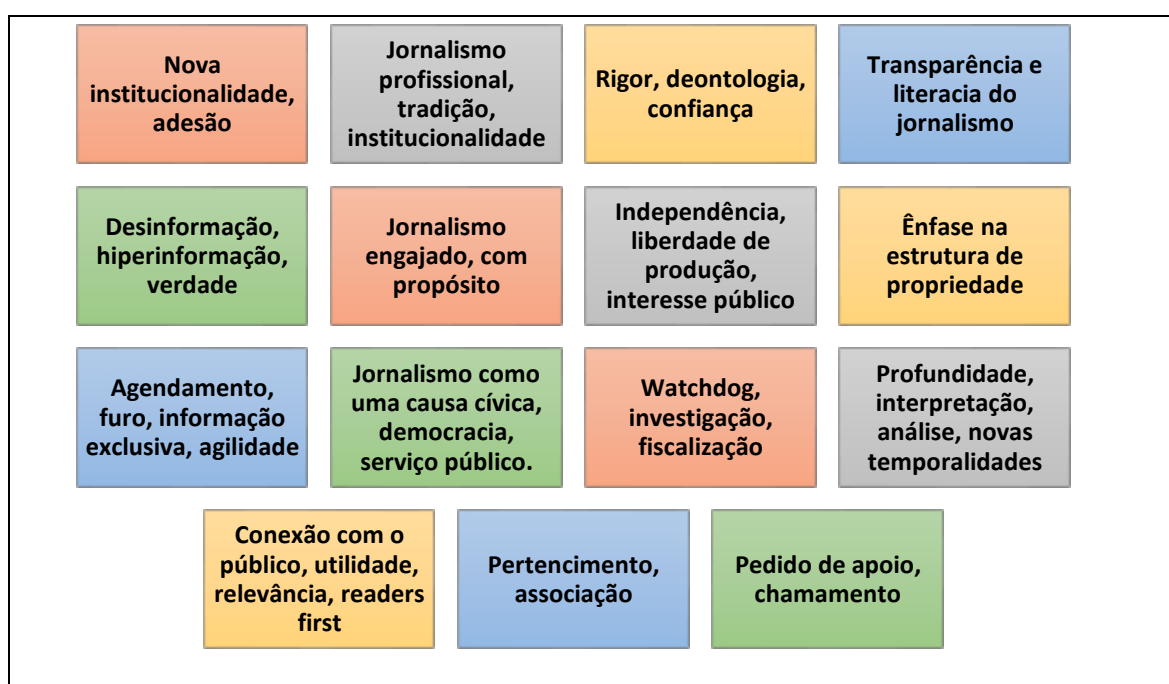 Nova
institucionalidade,
adesão
Jornalismo
profissional,
tradição,
institucionalidade
Rigor, deontologia,
confiança
Transparência e
literacia do
jornalismo
Desinformação,
hiperinformação,
verdade
Jornalismo
engajado, com
propósito
Independência,
liberdade de
produção,
interesse público
Ênfase na
estrutura de
propriedade
Agendamento,
furo, informação
exclusiva, agilidade
Jornalismo como
uma causa cívica,
democracia,
serviço público.
Watchdog,
investigação,
fiscalização
Profundidade,
interpretação,
análise, novas
temporalidades
Conexão com o
público, utilidade,
relevância, readers
first
Pertencimento,
associação
Pedido de apoio,
chamamento